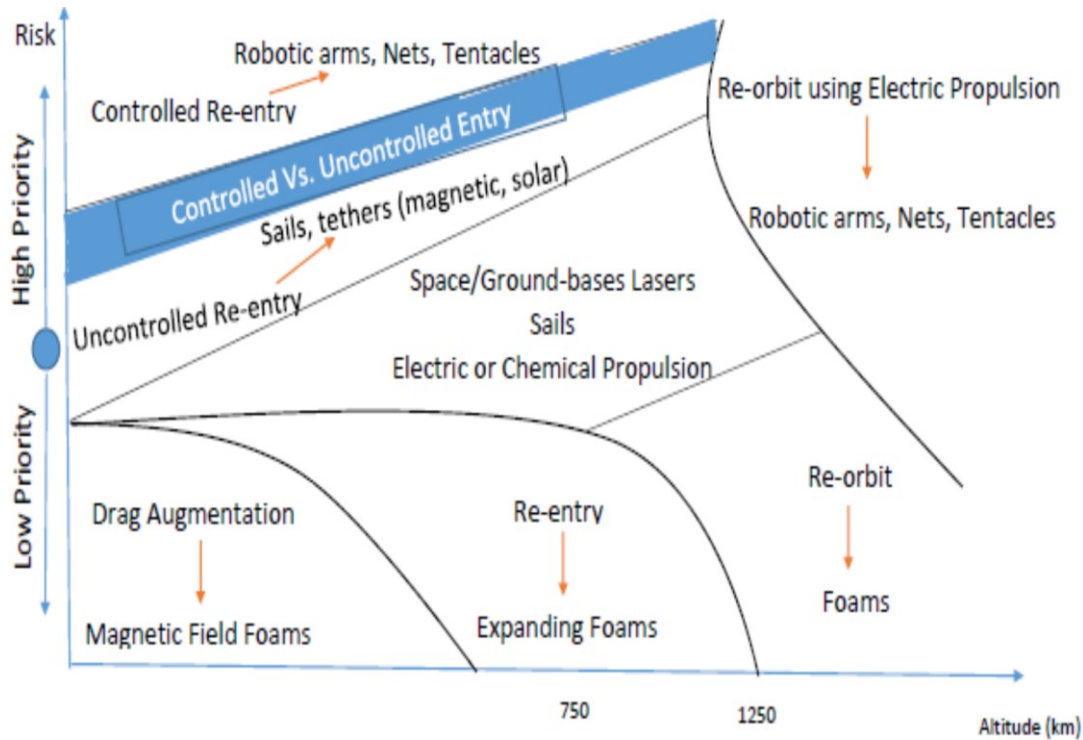 Risk
High Priority
Low Priority
Robotic arms, Nets, Tentacles
Controlled Re-entry
Controlled Vs. Uncontrolled Entry
Sails, tethers (magnetic, solar)
Uncontrolled Re-entry
Re-orbit using Electric Propulsion
Robotic arms, Nets, Tentacles
Space/Ground-bases Lasers
Sails
Electric or Chemical Propulsion
Drag Augmentation
Magnetic Field Foams
Re-entry
Expanding Foams
Re-orbit
Foams
750
1250
Altitude (km)